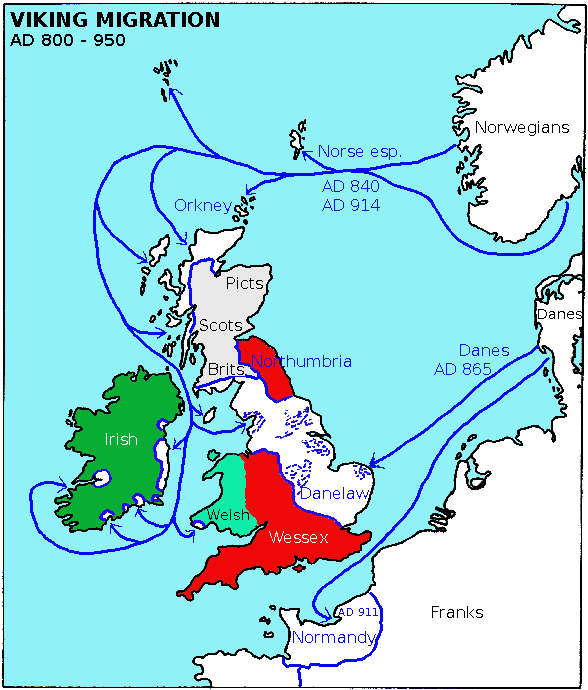 VIKING MIGRATION
AD 800 - 950
Norwegians
Norse esp.
AD 840
AD 914
Orkney
Picts
Danes
Scots
Danes
AD 865
Northumbria
Brits
Irish
Danelaw
Welsh
Wessex
AD 911
Franks
Normandy